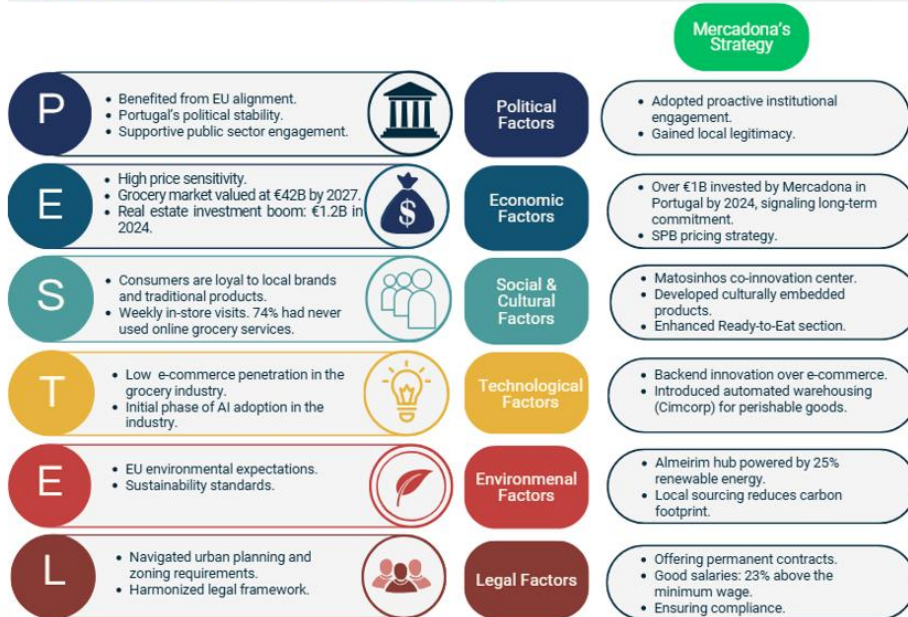 Mercadona's
Strategy
P
• Benefited from EU alignment.
• Portugal's political stability.
• Supportive public sector engagement.
Political
Factors
• Adopted proactive institutional
engagement.
• Gained local legitimacy.
E
• High price sensitivity.
• Grocery market valued at €42B by 2027.
• Real estate investment boom: €1.2B in
2024.
$
Economic
Factors
• Over €1B invested by Mercadona in
Portugal by 2024, signaling long-term
commitment.
• SPB pricing strategy.
S
• Consumers are loyal to local brands
and traditional products.
• Weekly in-store visits. 74% had never
used online grocery services.
Social &
Cultural
Factors
• Matosinhos co-innovation center.
• Developed culturally embedded
products.
• Enhanced Ready-to-Eat section.
T
• Low e-commerce penetration in the
grocery industry.
• Initial phase of AI adoption in the
industry.
Technological
Factors
• Backend innovation over e-commerce.
• Introduced automated warehousing
(Cimcorp) for perishable goods.
E
• EU environmental expectations.
• Sustainability standards.
Environmenal
Factors
• Almeirim hub powered by 25%
renewable energy.
• Local sourcing reduces carbon
footprint.
L
• Navigated urban planning and
zoning requirements.
• Harmonized legal framework.
Legal Factors
• Offering permanent contracts.
• Good salaries: 23% above the
minimum wage.
• Ensuring compliance.